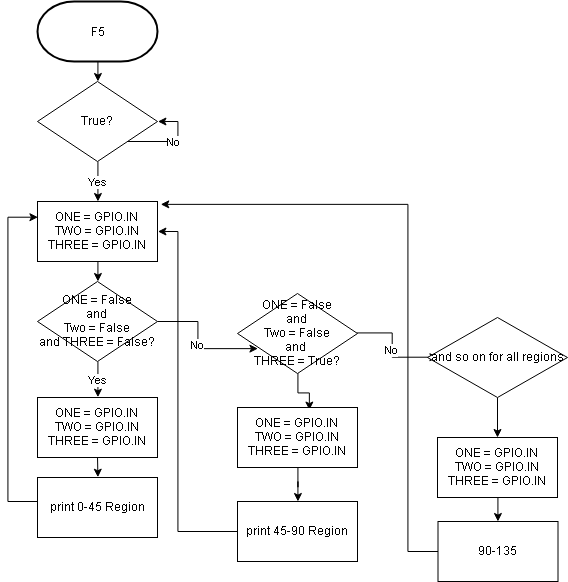 F5
True?
No
Yes
ONE = GPIO.IN
TWO = GPIO.IN
THREE = GPIO.IN
ONE = False
and
Two = False
and THREE = False?
No
Yes
ONE = GPIO.IN
TWO = GPIO.IN
THREE = GPIO.IN
print 0-45 Region
ONE = False
and
Two = False
and
THREE = True?
No
ONE = GPIO.IN
TWO = GPIO.IN
THREE = GPIO.IN
print 45-90 Region
and so on for all regions
ONE = GPIO.IN
TWO = GPIO.IN
THREE = GPIO.IN
90-135